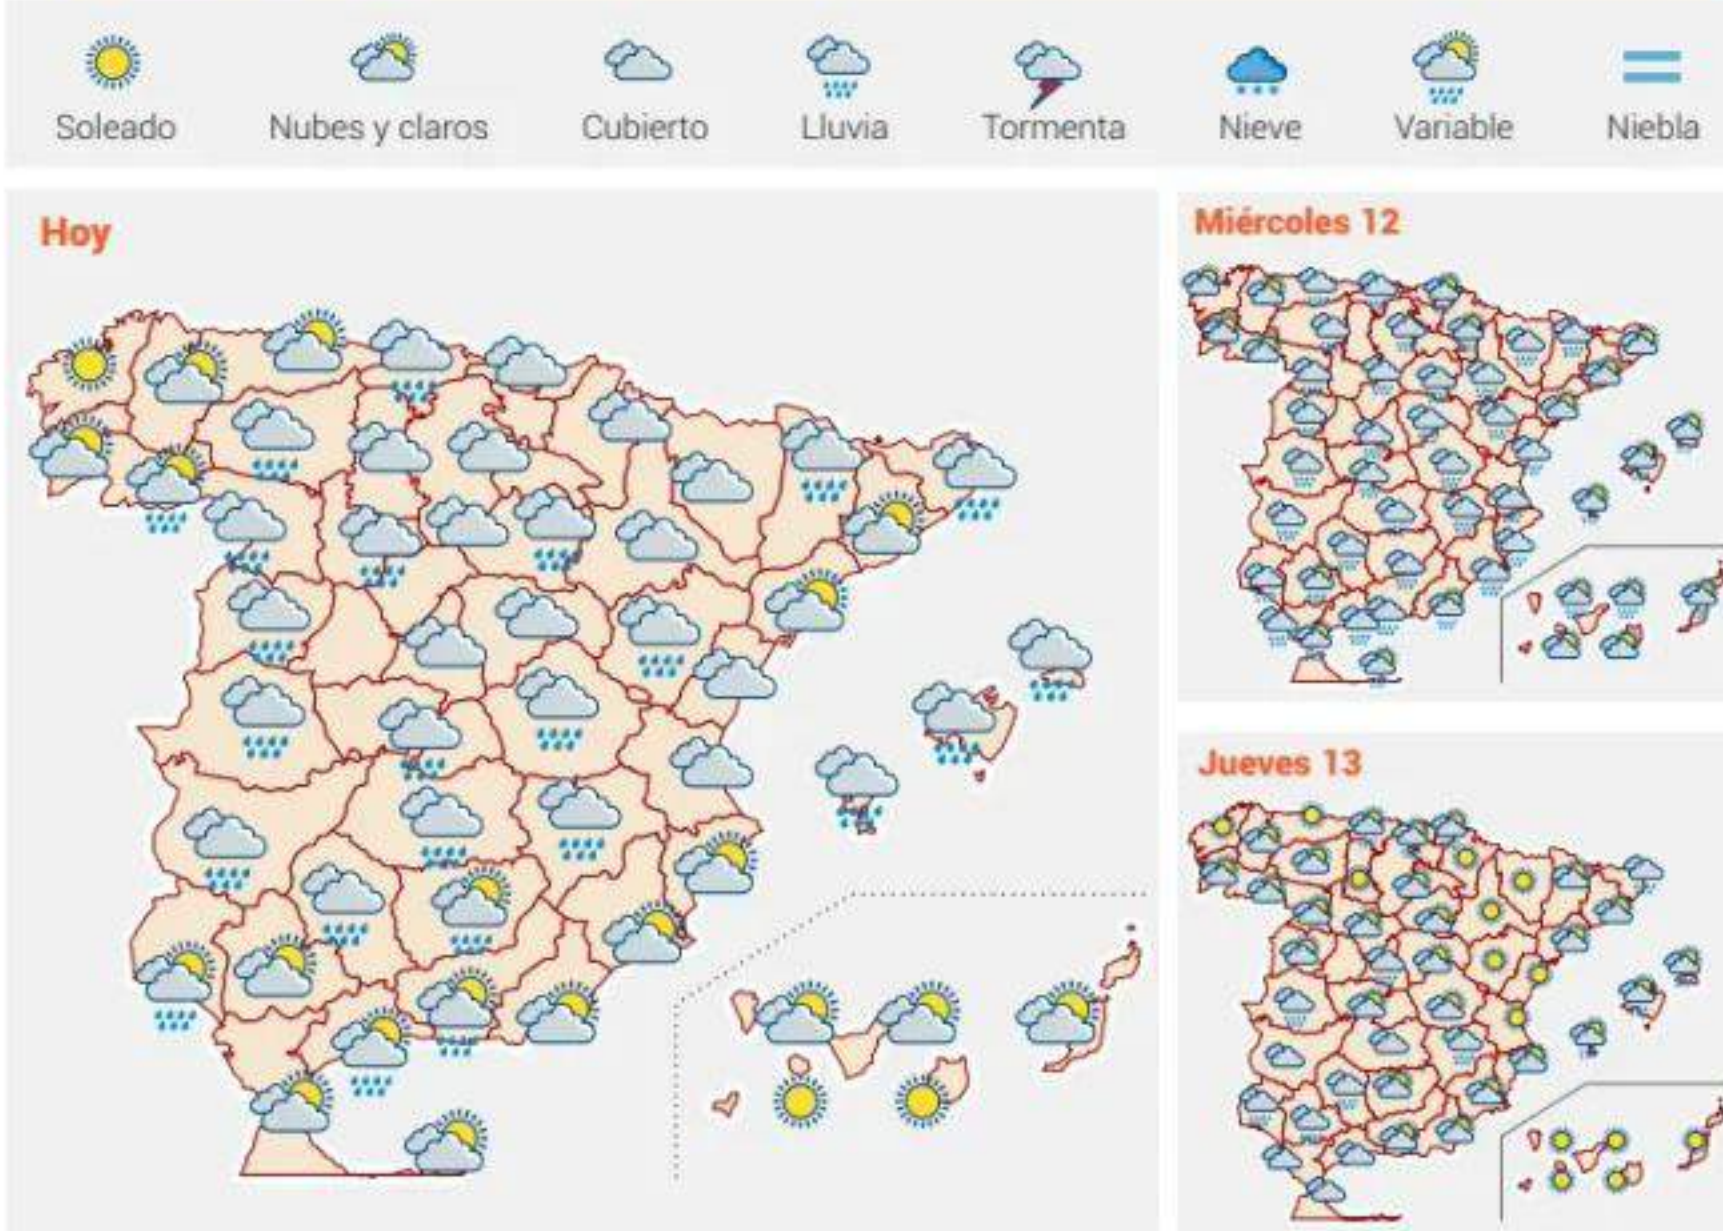 Soleado Nubes y claros Cubierto Lluvia Tormenta Nieve Variable Niebla
Hoy
Miércoles 12
Jueves 13